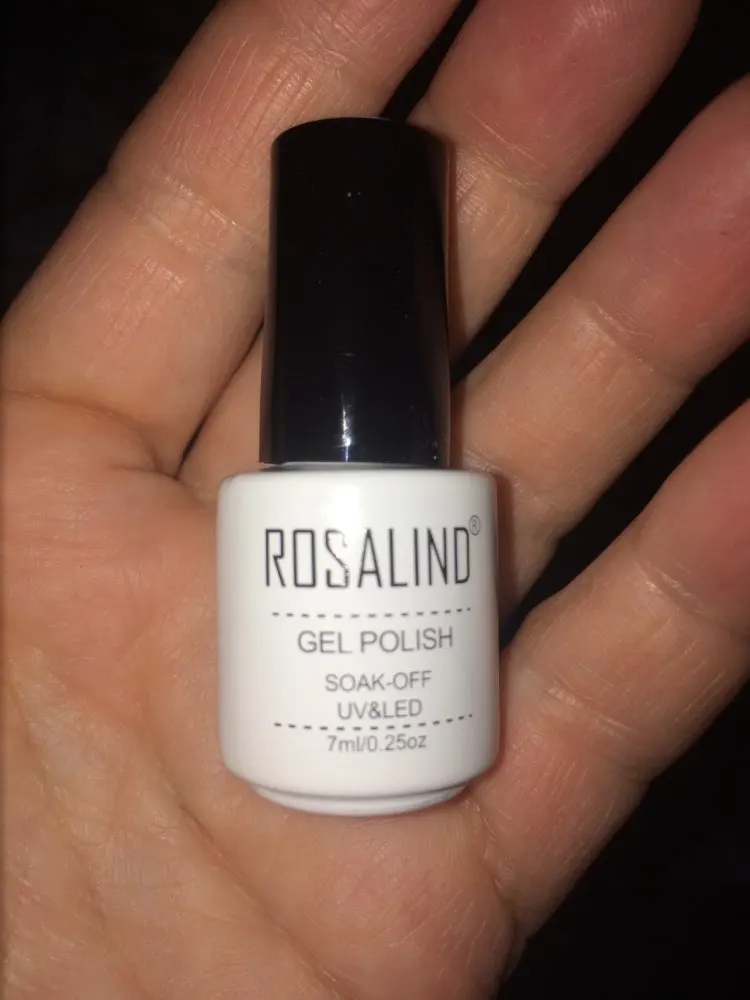 ROSALIND®
GEL POLISH
SOAK-OFF
UV&LED
7ml/0.25oz